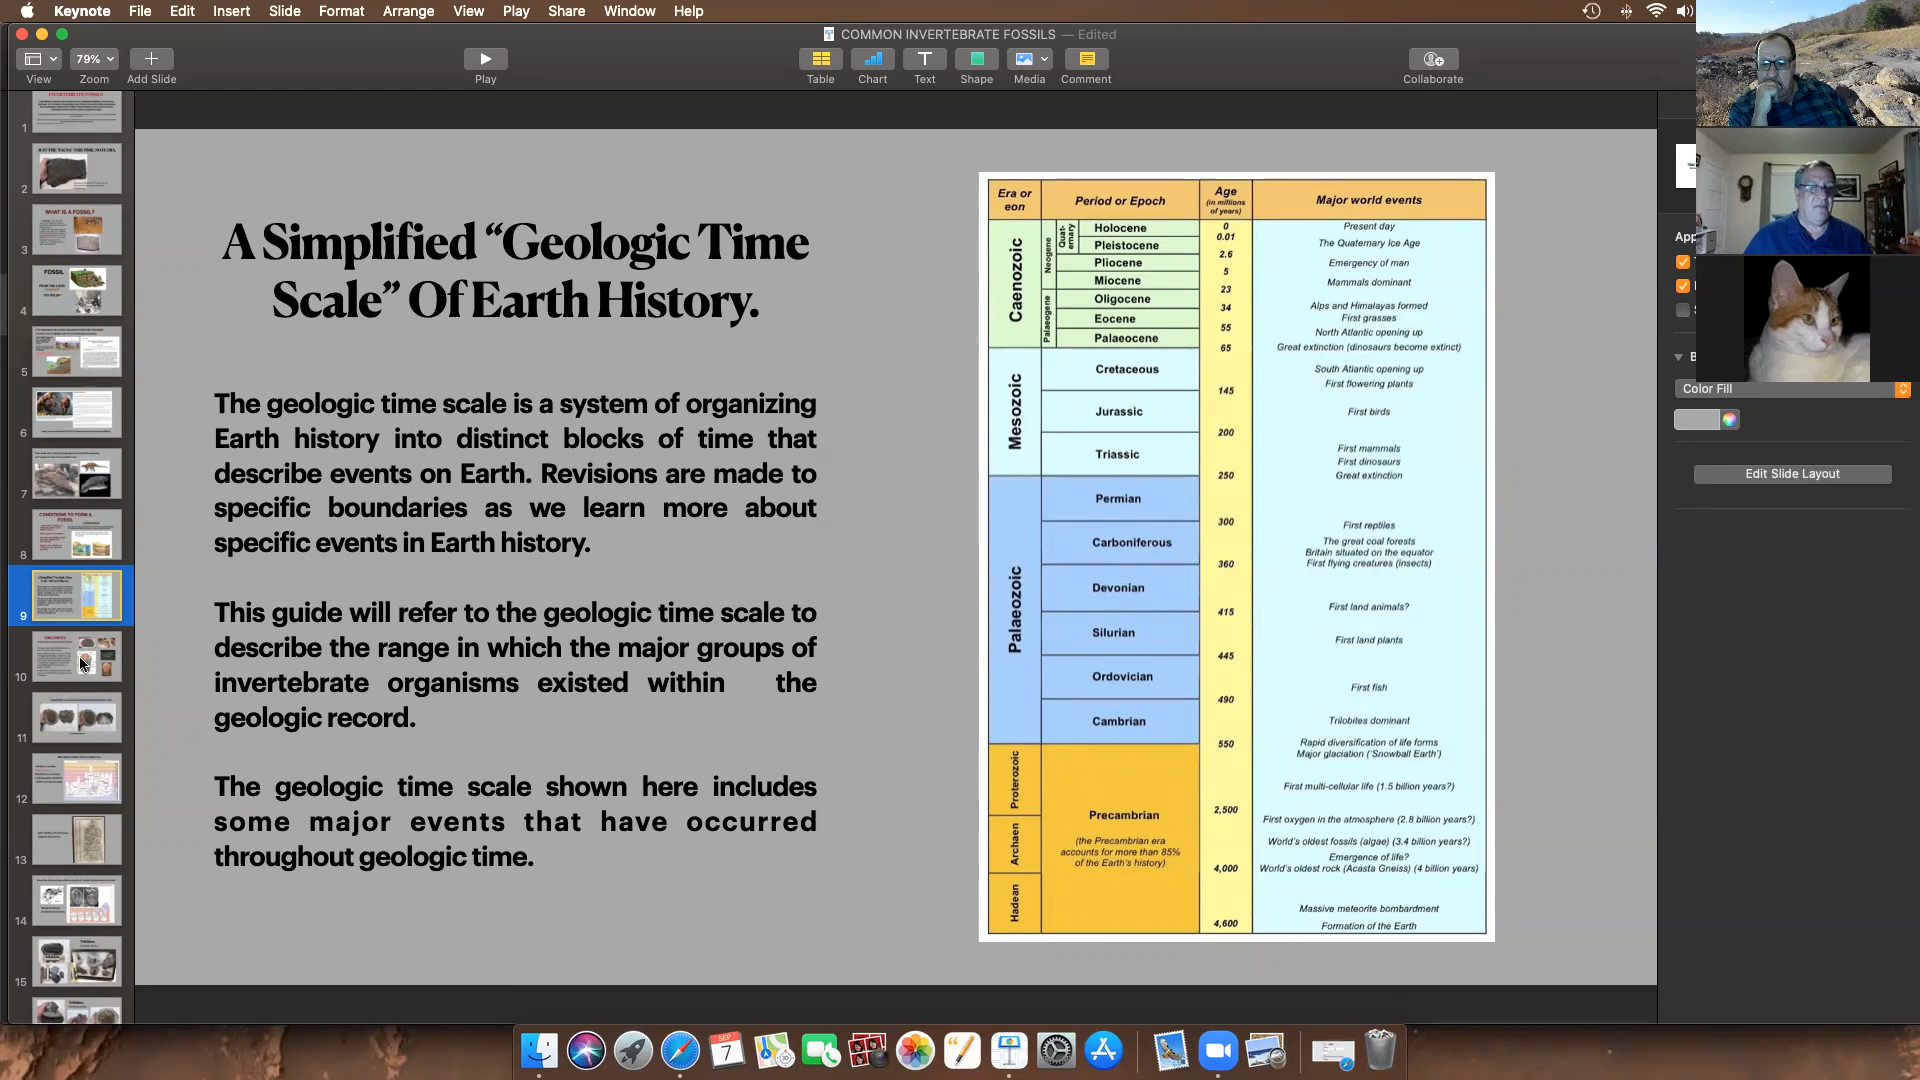 Keynote File Edit Insert Slide Format Arrange View Play Share Window Help
COMMON INVERTEBRATE FOSSILS — Edited
79%
View Zoom Add Slide Play Table Chart Text Shape Media Comment Collaborate
INVERTEBRATE FOSSILS
1
2
WHAT IS A FOSSIL?
3
FOSSIL
4
5
6
7
CONDITIONS TO FORM A
FOSSIL
8
9
10
11
12
13
14
15
A Simplified “Geologic Time
Scale” Of Earth History.
The geologic time scale is a system of organizing
Earth history into distinct blocks of time that
describe events on Earth. Revisions are made to
specific boundaries as we learn more about
specific events in Earth history.
This guide will refer to the geologic time scale to
describe the range in which the major groups of
invertebrate organisms existed within the
geologic record.
The geologic time scale shown here includes
some major events that have occurred
throughout geologic time.
Era or
eon
Period or Epoch
Age
(in millions
of years)
Major world events
Caenozoic
Neogene
Quat-
ernary
Palaeogene
Holocene
Pleistocene
Pliocene
Miocene
Oligocene
Eocene
Palaeocene
Mesozoic
Cretaceous
Jurassic
Triassic
Palaeozoic
Permian
Carboniferous
Devonian
Silurian
Ordovician
Cambrian
Proterozoic
Archaen
Hadean
Precambrian
(the Precambrian era
accounts for more than 85%
of the Earth's history)
0
0.01
2.6
5
23
34
55
65
145
200
250
300
360
415
445
490
550
2,500
4,000
4,600
Present day
The Quaternary Ice Age
Emergency of man
Mammals dominant
Alps and Himalayas formed
First grasses
North Atlantic opening up
Great extinction (dinosaurs become extinct)
South Atlantic opening up
First flowering plants
First birds
First mammals
First dinosaurs
Great extinction
First reptiles
The great coal forests
Britain situated on the equator
First flying creatures (insects)
First land animals?
First land plants
First fish
Trilobites dominant
Rapid diversification of life forms
Major glaciation ('Snowball Earth')
First multi-cellular life (1.5 billion years?)
First oxygen in the atmosphere (2.8 billion years?)
World's oldest fossils (algae) (3.4 billion years?)
Emergence of life?
World's oldest rock (Acasta Gneiss) (4 billion years)
Massive meteorite bombardment
Formation of the Earth
App
B
Color Fill
Edit Slide Layout
SEP
7